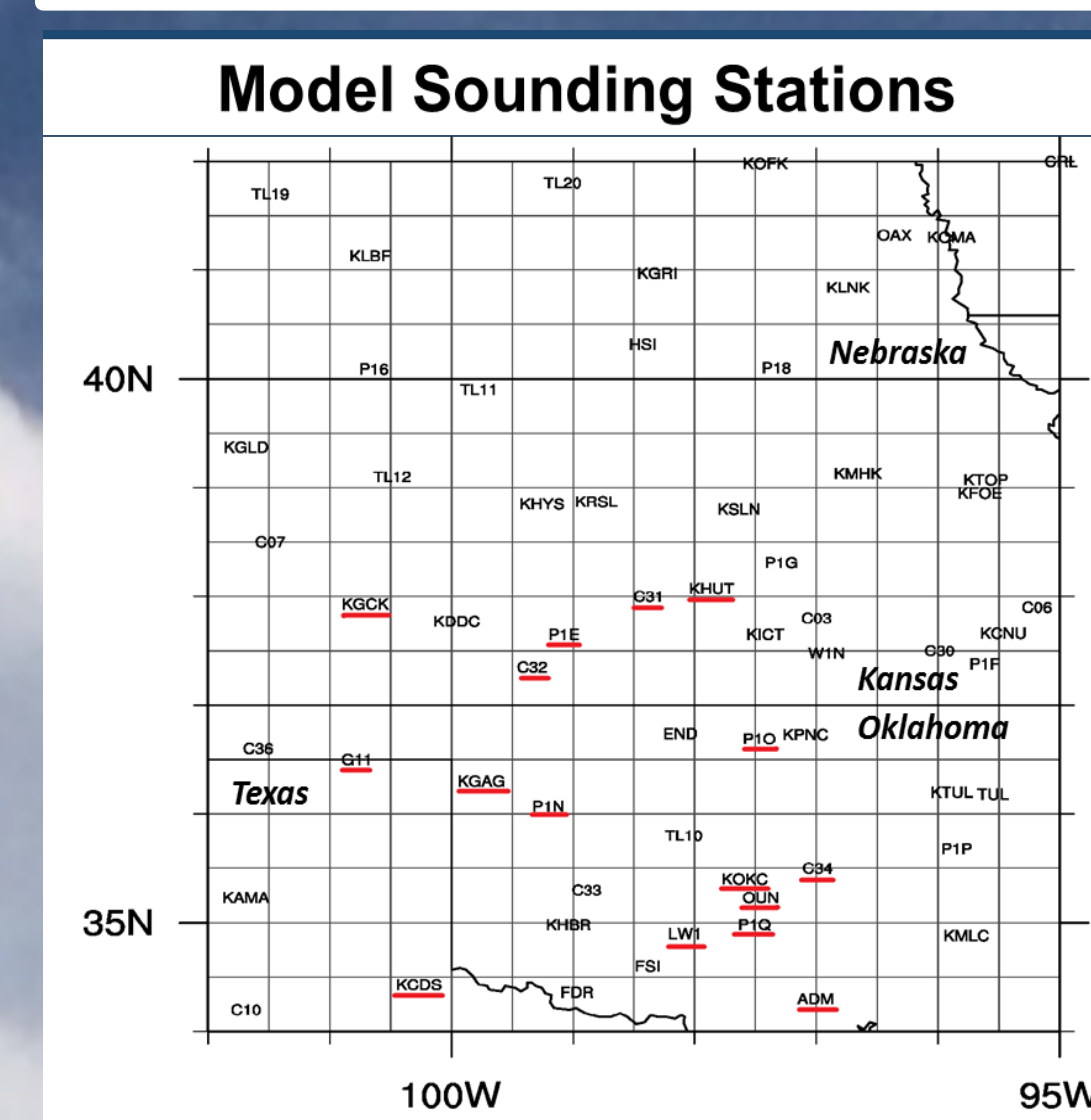 Model Sounding Stations
KOFK
GRL
TL19
TL20
OAX
KOMA
KLBF
KGRI
KLNK
HSI
Nebraska
40N
P16
P18
TL11
KGLD
TL12
KMHK
KTOP
KFOE
KHYS
KRSL
KSLN
C07
P1G
KGCK
C31
KHUT
C06
KDDC
P1E
KICT
C03
KCNU
C32
W1N
C30
P1F
Kansas
Oklahoma
C36
END
P1O
KPNC
G11
Texas
KGAG
P1N
KTUL
TUL
TL10
P1P
C34
KOKC
KAMA
C33
OUN
35N
KHBR
LW1
P1Q
KMLC
FSI
KCDS
FDR
ADM
C10
100W
95W